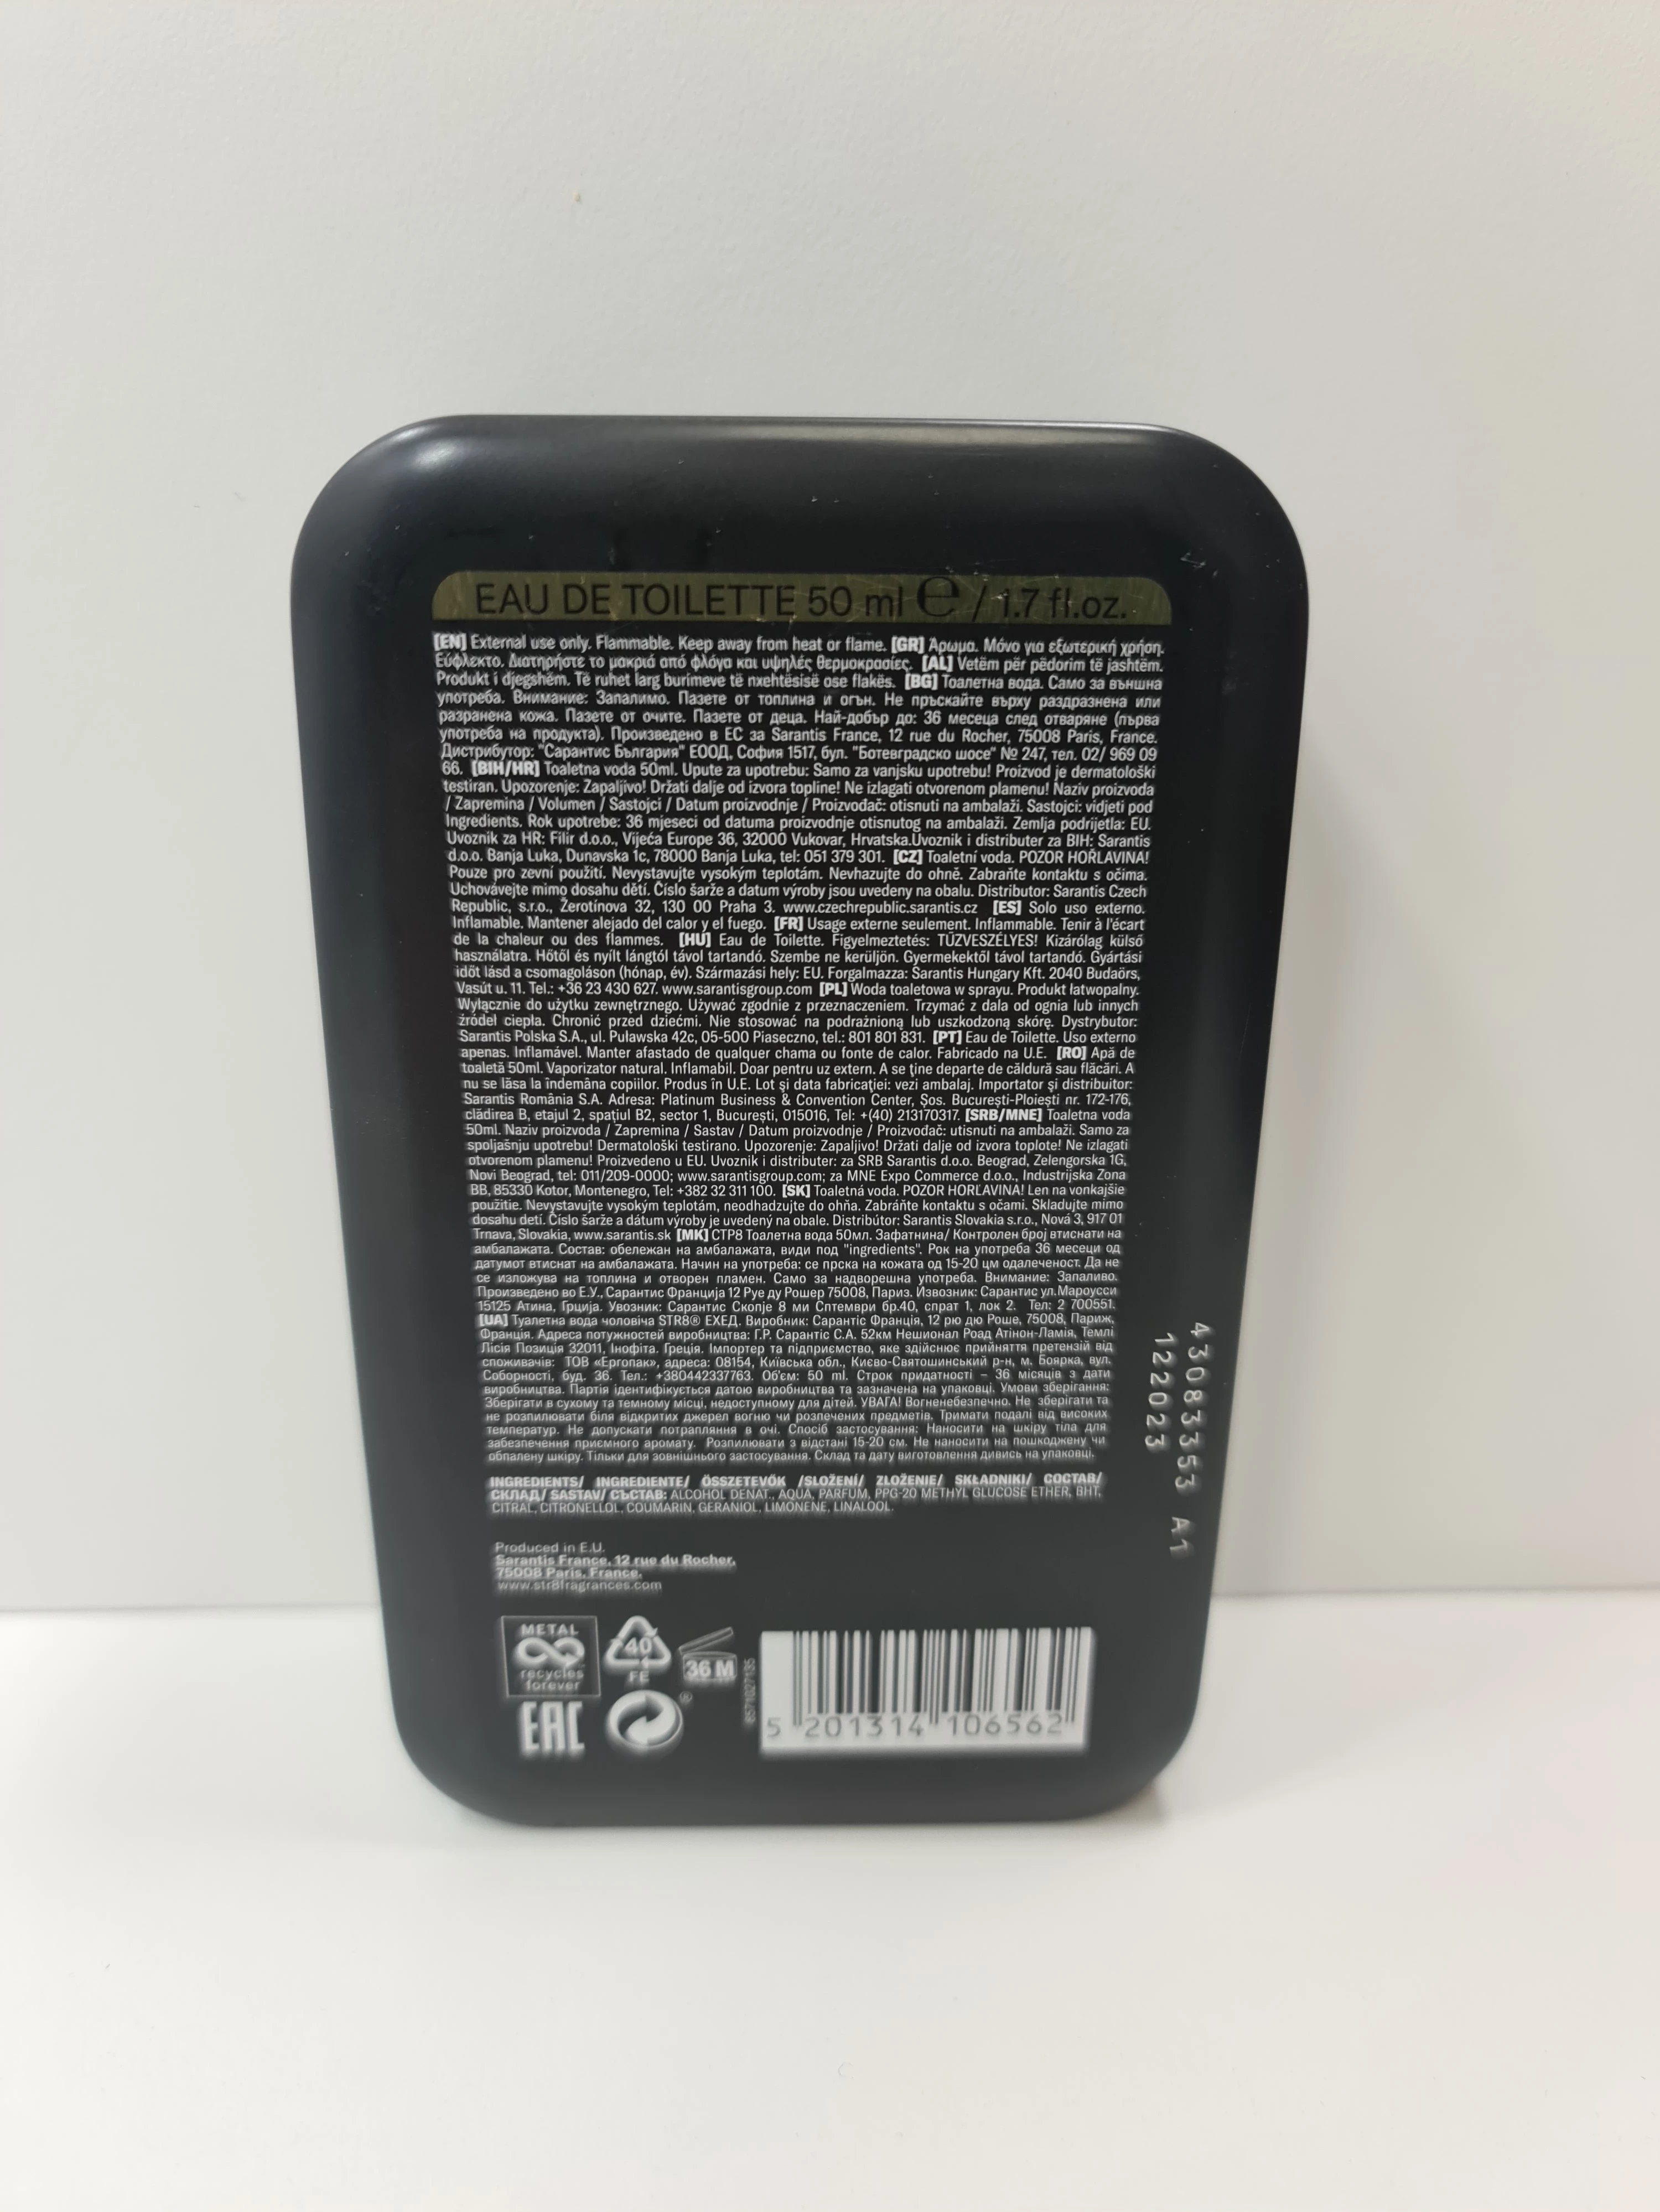 EAU DE TOILETTE 50 ml ℮ / 1.7 fl.oz.
[EN] External use only. Flammable. Keep away from heat or flame. [GR] Άρωμα. Μόνο για εξωτερική χρήση.
Εύφλεκτο. Διατηρήστε το μακριά από φλόγα και υψηλές θερμοκρασίες. [AL] Vetëm për pëdorim të jashtëm.
Produkt i djegshëm. Të ruhet larg burimeve të nxehtësisë ose flakës. [BG] Тоалетна вода. Само за външна
употреба. Внимание: Запалимо. Пазете от топлина и огън. Не пръскайте върху раздразнена или
разранена кожа. Пазете от очите. Пазете от деца. Най-добър до: 36 месеца след отваряне (първа
употреба на продукта). Произведено в ЕС за Sarantis France, 12 rue du Rocher, 75008 Paris, France.
Дистрибутор: "Сарантис България" ЕООД, София 1517, бул. "Ботевградско шосе" № 247, тел. 02/ 969 09
66. [BIH/HR] Toaletna voda 50ml. Upute za upotrebu: Samo za vanjsku upotrebu! Proizvod je dermatološki
testiran. Upozorenje: Zapaljivo! Držati dalje od izvora topline! Ne izlagati otvorenom plamenu! Naziv proizvoda
/ Zapremina / Volumen / Sastojci / Datum proizvodnje / Proizvođač: otisnuti na ambalaži. Sastojci: vidjeti pod
Ingredients. Rok upotrebe: 36 mjeseci od datuma proizvodnje otisnutog na ambalaži. Zemlja podrijetla: EU.
Uvoznik za HR: Filir d.o.o., Vijeća Europe 36, 32000 Vukovar, Hrvatska.Uvoznik i distributer za BIH: Sarantis
d.o.o. Banja Luka, Dunavska 1c, 78000 Banja Luka, tel: 051 379 301. [CZ] Toaletní voda. POZOR HOŘLAVINA!
Pouze pro zevní použití. Nevystavujte vysokým teplotám. Nevhazujte do ohně. Zabraňte kontaktu s očima.
Uchovávejte mimo dosahu dětí. Číslo šarže a datum výroby jsou uvedeny na obalu. Distributor: Sarantis Czech
Republic, s.r.o., Žerotínova 32, 130 00 Praha 3. www.czechrepublic.sarantis.cz [ES] Solo uso externo.
Inflamable. Mantener alejado del calor y el fuego. [FR] Usage externe seulement. Inflammable. Tenir à l'écart
de la chaleur ou des flammes. [HU] Eau de Toilette. Figyelmeztetés: TŰZVESZÉLYES! Kizárólag külső
használatra. Hőtől és nyílt lángtól távol tartandó. Szembe ne kerüljön. Gyermekektől távol tartandó. Gyártási
időt lásd a csomagoláson (hónap, év). Származási hely: EU. Forgalmazza: Sarantis Hungary Kft. 2040 Budaörs,
Vasút u. 11. Tel.: +36 23 430 627. www.sarantisgroup.com [PL] Woda toaletowa w sprayu. Produkt łatwopalny.
Wyłącznie do użytku zewnętrznego. Używać zgodnie z przeznaczeniem. Trzymać z dala od ognia lub innych
źródeł ciepła. Chronić przed dziećmi. Nie stosować na podrażnioną lub uszkodzoną skórę. Dystrybutor:
Sarantis Polska S.A., ul. Puławska 42c, 05-500 Piaseczno, tel.: 801 801 831. [PT] Eau de Toilette. Uso externo
apenas. Inflamável. Manter afastado de qualquer chama ou fonte de calor. Fabricado na U.E. [RO] Apă de
toaletă 50ml. Vaporizator natural. Inflamabil. Doar pentru uz extern. A se ţine departe de căldură sau flăcări. A
nu se lăsa la îndemâna copiilor. Produs în U.E. Lot şi data fabricaţiei: vezi ambalaj. Importator şi distribuitor:
Sarantis România S.A. Adresa: Platinum Business & Convention Center, Șos. București-Ploiești nr. 172-176,
clădirea B, etajul 2, spațiul B2, sector 1, București, 015016, Tel: +(40) 213170317. [SRB/MNE] Toaletna voda
50ml. Naziv proizvoda / Zapremina / Sastav / Datum proizvodnje / Proizvođač: utisnuti na ambalaži. Samo za
spoljašnju upotrebu! Dermatološki testirano. Upozorenje: Zapaljivo! Držati dalje od izvora toplote! Ne izlagati
otvorenom plamenu! Proizvedeno u EU. Uvoznik i distributer: za SRB Sarantis d.o.o. Beograd, Zelengorska 1G,
Novi Beograd, tel: 011/209-0000; www.sarantisgroup.com; za MNE Expo Commerce d.o.o., Industrijska Zona
BB, 85330 Kotor, Montenegro, Tel: +382 32 311 100. [SK] Toaletná voda. POZOR HORĽAVINA! Len na vonkajšie
použitie. Nevystavujte vysokým teplotám, neodhadzujte do ohňa. Zabráňte kontaktu s očami. Skladujte mimo
dosahu detí. Číslo šarže a dátum výroby je uvedený na obale. Distribútor: Sarantis Slovakia s.r.o., Nová 3, 917 01
Trnava, Slovakia, www.sarantis.sk [MK] СТР8 Тоалетна вода 50мл. Зафатнина/ Контролен број втиснати на
амбалажата. Состав: обележан на амбалажата, види под "ingredients". Рок на употреба 36 месеци од
датумот втиснат на амбалажата. Начин на употреба: се прска на кожата од 15-20 цм одалеченост. Да не
се изложува на топлина и отворен пламен. Само за надворешна употреба. Внимание: Запаливо.
Произведено во Е.У., Сарантис Франција 12 Руе ду Рошер 75008, Париз. Извозник: Сарантис ул.Мароусси
15125 Атина, Грција. Увозник: Сарантис Скопје 8 ми Сптември бр.40, спрат 1, лок 2. Тел: 2 700551.
[UA] Туалетна вода чоловіча STR8® ЕХЕД. Виробник: Сарантіс Франція, 12 рю дю Роше, 75008, Париж,
Франція. Адреса потужностей виробництва: Г.Р. Сарантіс С.А. 52км Нешионал Роад Атінон-Ламія, Темлі
Лісія Позиція 32011, Інофіта. Греція. Імпортер та підприємство, яке здійснює прийняття претензій від
споживачів: ТОВ «Ергопак», адреса: 08154, Київська обл., Києво-Святошинський р-н, м. Боярка, вул.
Соборності, буд. 36. Тел.: +380442337763. Об'єм: 50 ml. Строк придатності – 36 місяців з дати
виробництва. Партія ідентифікується датою виробництва та зазначена на упаковці. Умови зберігання:
Зберігати в сухому та темному місці, недоступному для дітей. УВАГА! Вогненебезпечно. Не зберігати та
не розпилювати біля відкритих джерел вогню чи розпечених предметів. Тримати подалі від високих
температур. Не допускати потрапляння в очі. Спосіб застосування: Наносити на шкіру тіла для
забезпечення приємного аромату. Розпилювати з відстані 15-20 см. Не наносити на пошкоджену чи
обпалену шкіру. Тільки для зовнішнього застосування. Склад та дату виготовлення дивись на упаковці.
INGREDIENTS/ INGREDIENTE/ ÖSSZETEVŐK /SLOŽENÍ/ ZLOŽENIE/ SKŁADNIKI/ СОСТАВ/
СКЛАД/ SASTAV/ СЪСТАВ: ALCOHOL DENAT., AQUA, PARFUM, PPG-20 METHYL GLUCOSE ETHER, BHT,
CITRAL, CITRONELLOL, COUMARIN, GERANIOL, LIMONENE, LINALOOL.
Produced in E.U.
Sarantis France, 12 rue du Rocher,
75008 Paris, France.
www.str8fragrances.com
METAL
recycles
forever
40
FE
36 M
EAC
®
8571027135
5 201314 106562
43083353 A1
122023